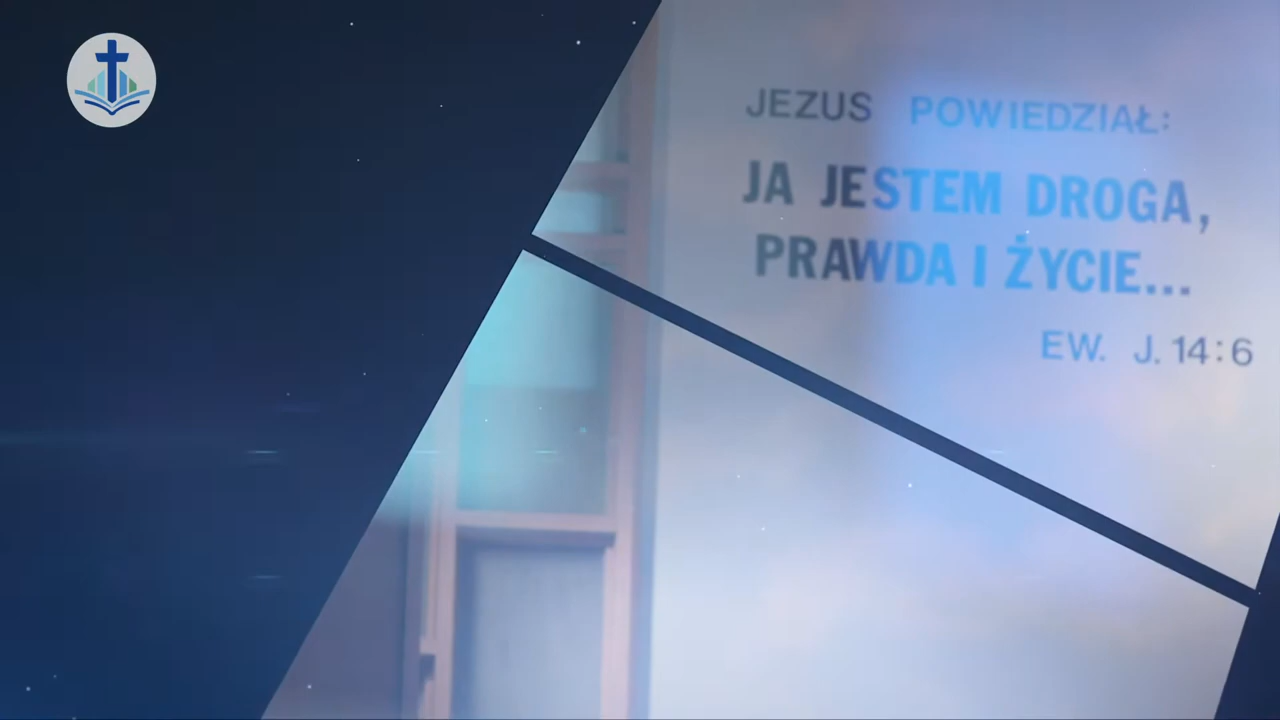 JEZUS POWIEDZIAŁ:
JA JESTEM DROGA,
PRAWDA I ŻYCIE...
EW. J. 14:6